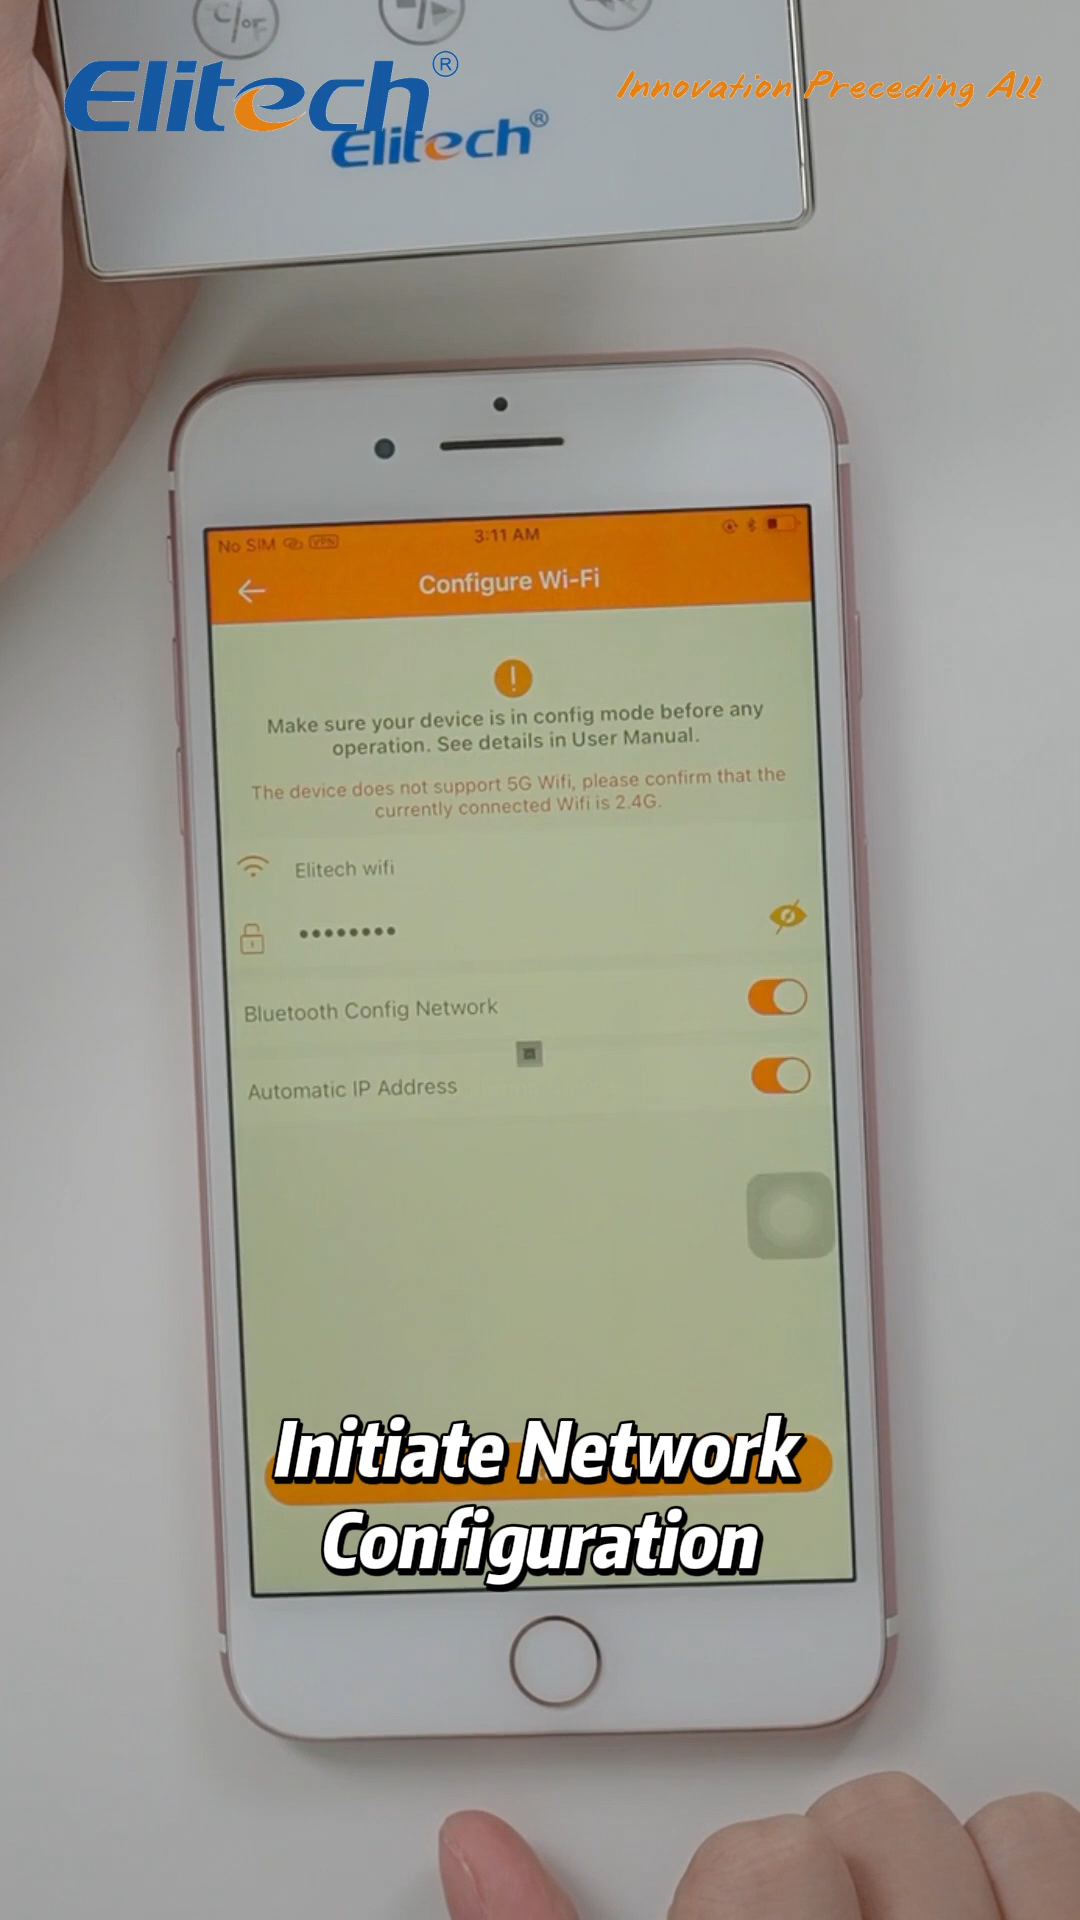 °C/°F
Elitech®
Innovation Preceding All
Elitech®
No SIM VPN 3:11 AM
Configure Wi-Fi
Make sure your device is in config mode before any
operation. See details in User Manual.
The device does not support 5G Wifi, please confirm that the
currently connected Wifi is 2.4G.
Elitech wifi
••••••••
Bluetooth Config Network
Automatic IP Address
Initiate Network
Configuration